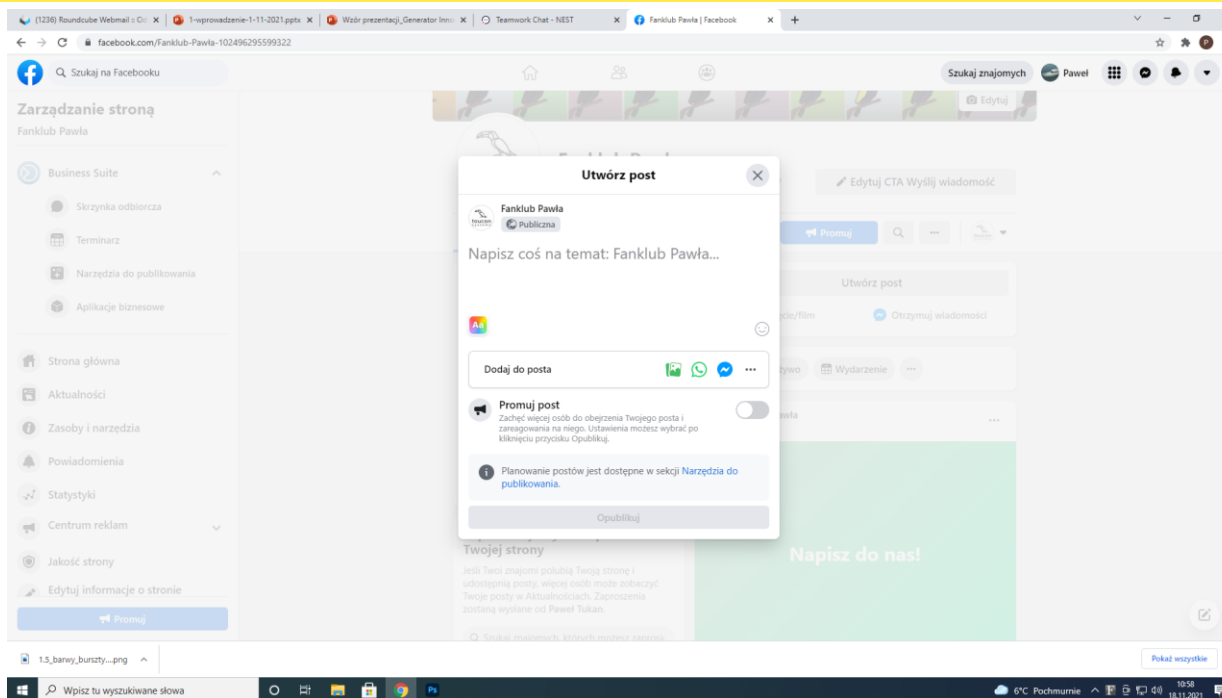 (1236) Roundcube Webmail :: Od
1-wprowadzenie-1-11-2021.pptx
Wzór prezentacji_Generator Inno
Teamwork Chat - NEST
Fanklub Pawła | Facebook
facebook.com/Fanklub-Pawła-102496295599322
Szukaj na Facebooku
Szukaj znajomych
Paweł
Zarządzanie stroną
Fanklub Pawła
Business Suite
Skrzynka odbiorcza
Terminarz
Narzędzia do publikowania
Aplikacje biznesowe
Strona główna
Aktualności
Zasoby i narzędzia
Powiadomienia
Statystyki
Centrum reklam
Jakość strony
Edytuj informacje o stronie
Promuj
Edytuj
Edytuj CTA Wyślij wiadomość
Promuj
Utwórz post
Otrzymuj wiadomości
Wydarzenie
Utwórz post
Fanklub Pawła
Publiczna
Napisz coś na temat: Fanklub Pawła...
Aa
Dodaj do posta
Promuj post
Zachęć więcej osób do obejrzenia Twojego posta i
zareagowania na niego. Ustawienia możesz wybrać po
kliknięciu przycisku Opublikuj.
Planowanie postów jest dostępne w sekcji Narzędzia do
publikowania.
Opublikuj
Twojej strony
Jeśli Twoi znajomi polubią Twoją stronę i
udostępnią posty, więcej osób może zobaczyć
Twoje posty w Aktualnościach. Zaproszenia
zostaną wysłane od Paweł Tukan.
Szukaj znajomych, których możesz
Napisz do nas!
1.5_barwy_burszty....png
Pokaż wszystkie
Wpisz tu wyszukiwane słowa
Ps
6°C Pochmurnie
10:58
18.11.2021